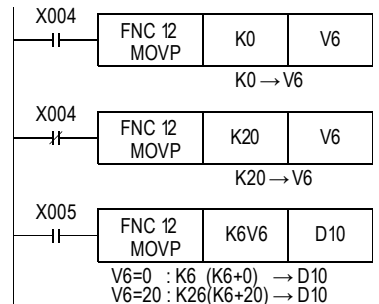 X004
FNC 12 MOVP K0 V6
K0 → V6
X004
FNC 12 MOVP K20 V6
K20 → V6
X005
FNC 12 MOVP K6V6 D10
V6=0 : K6 (K6+0) → D10
V6=20 : K26(K6+20) → D10